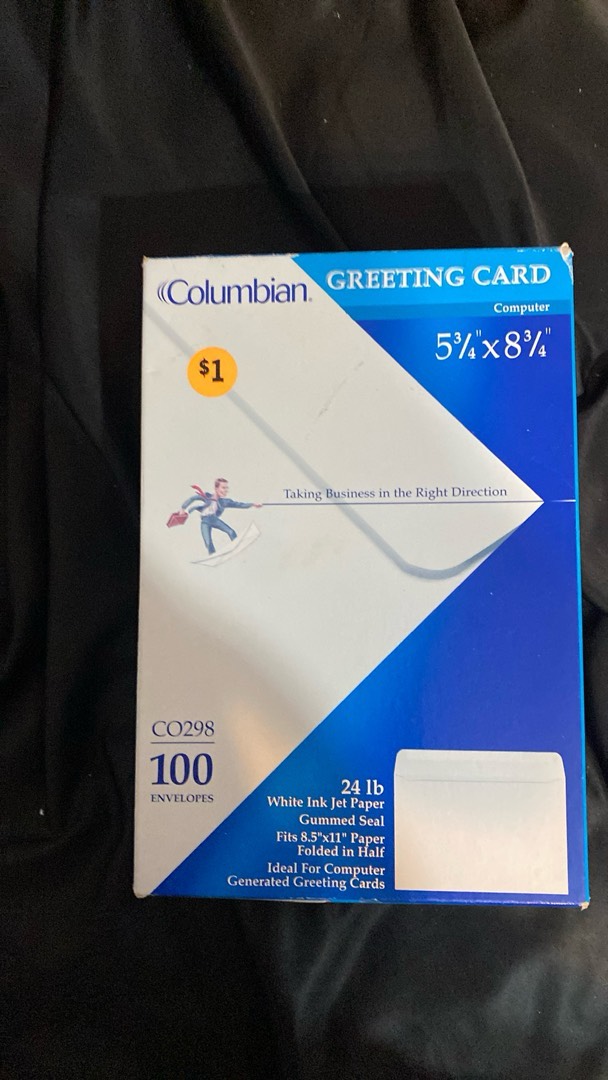 Columbian®
GREETING CARD
Computer
5¾"x8¾"
$1
Taking Business in the Right Direction
CO298
100
ENVELOPES
24 lb
White Ink Jet Paper
Gummed Seal
Fits 8.5"x11" Paper
Folded in Half
Ideal For Computer
Generated Greeting Cards